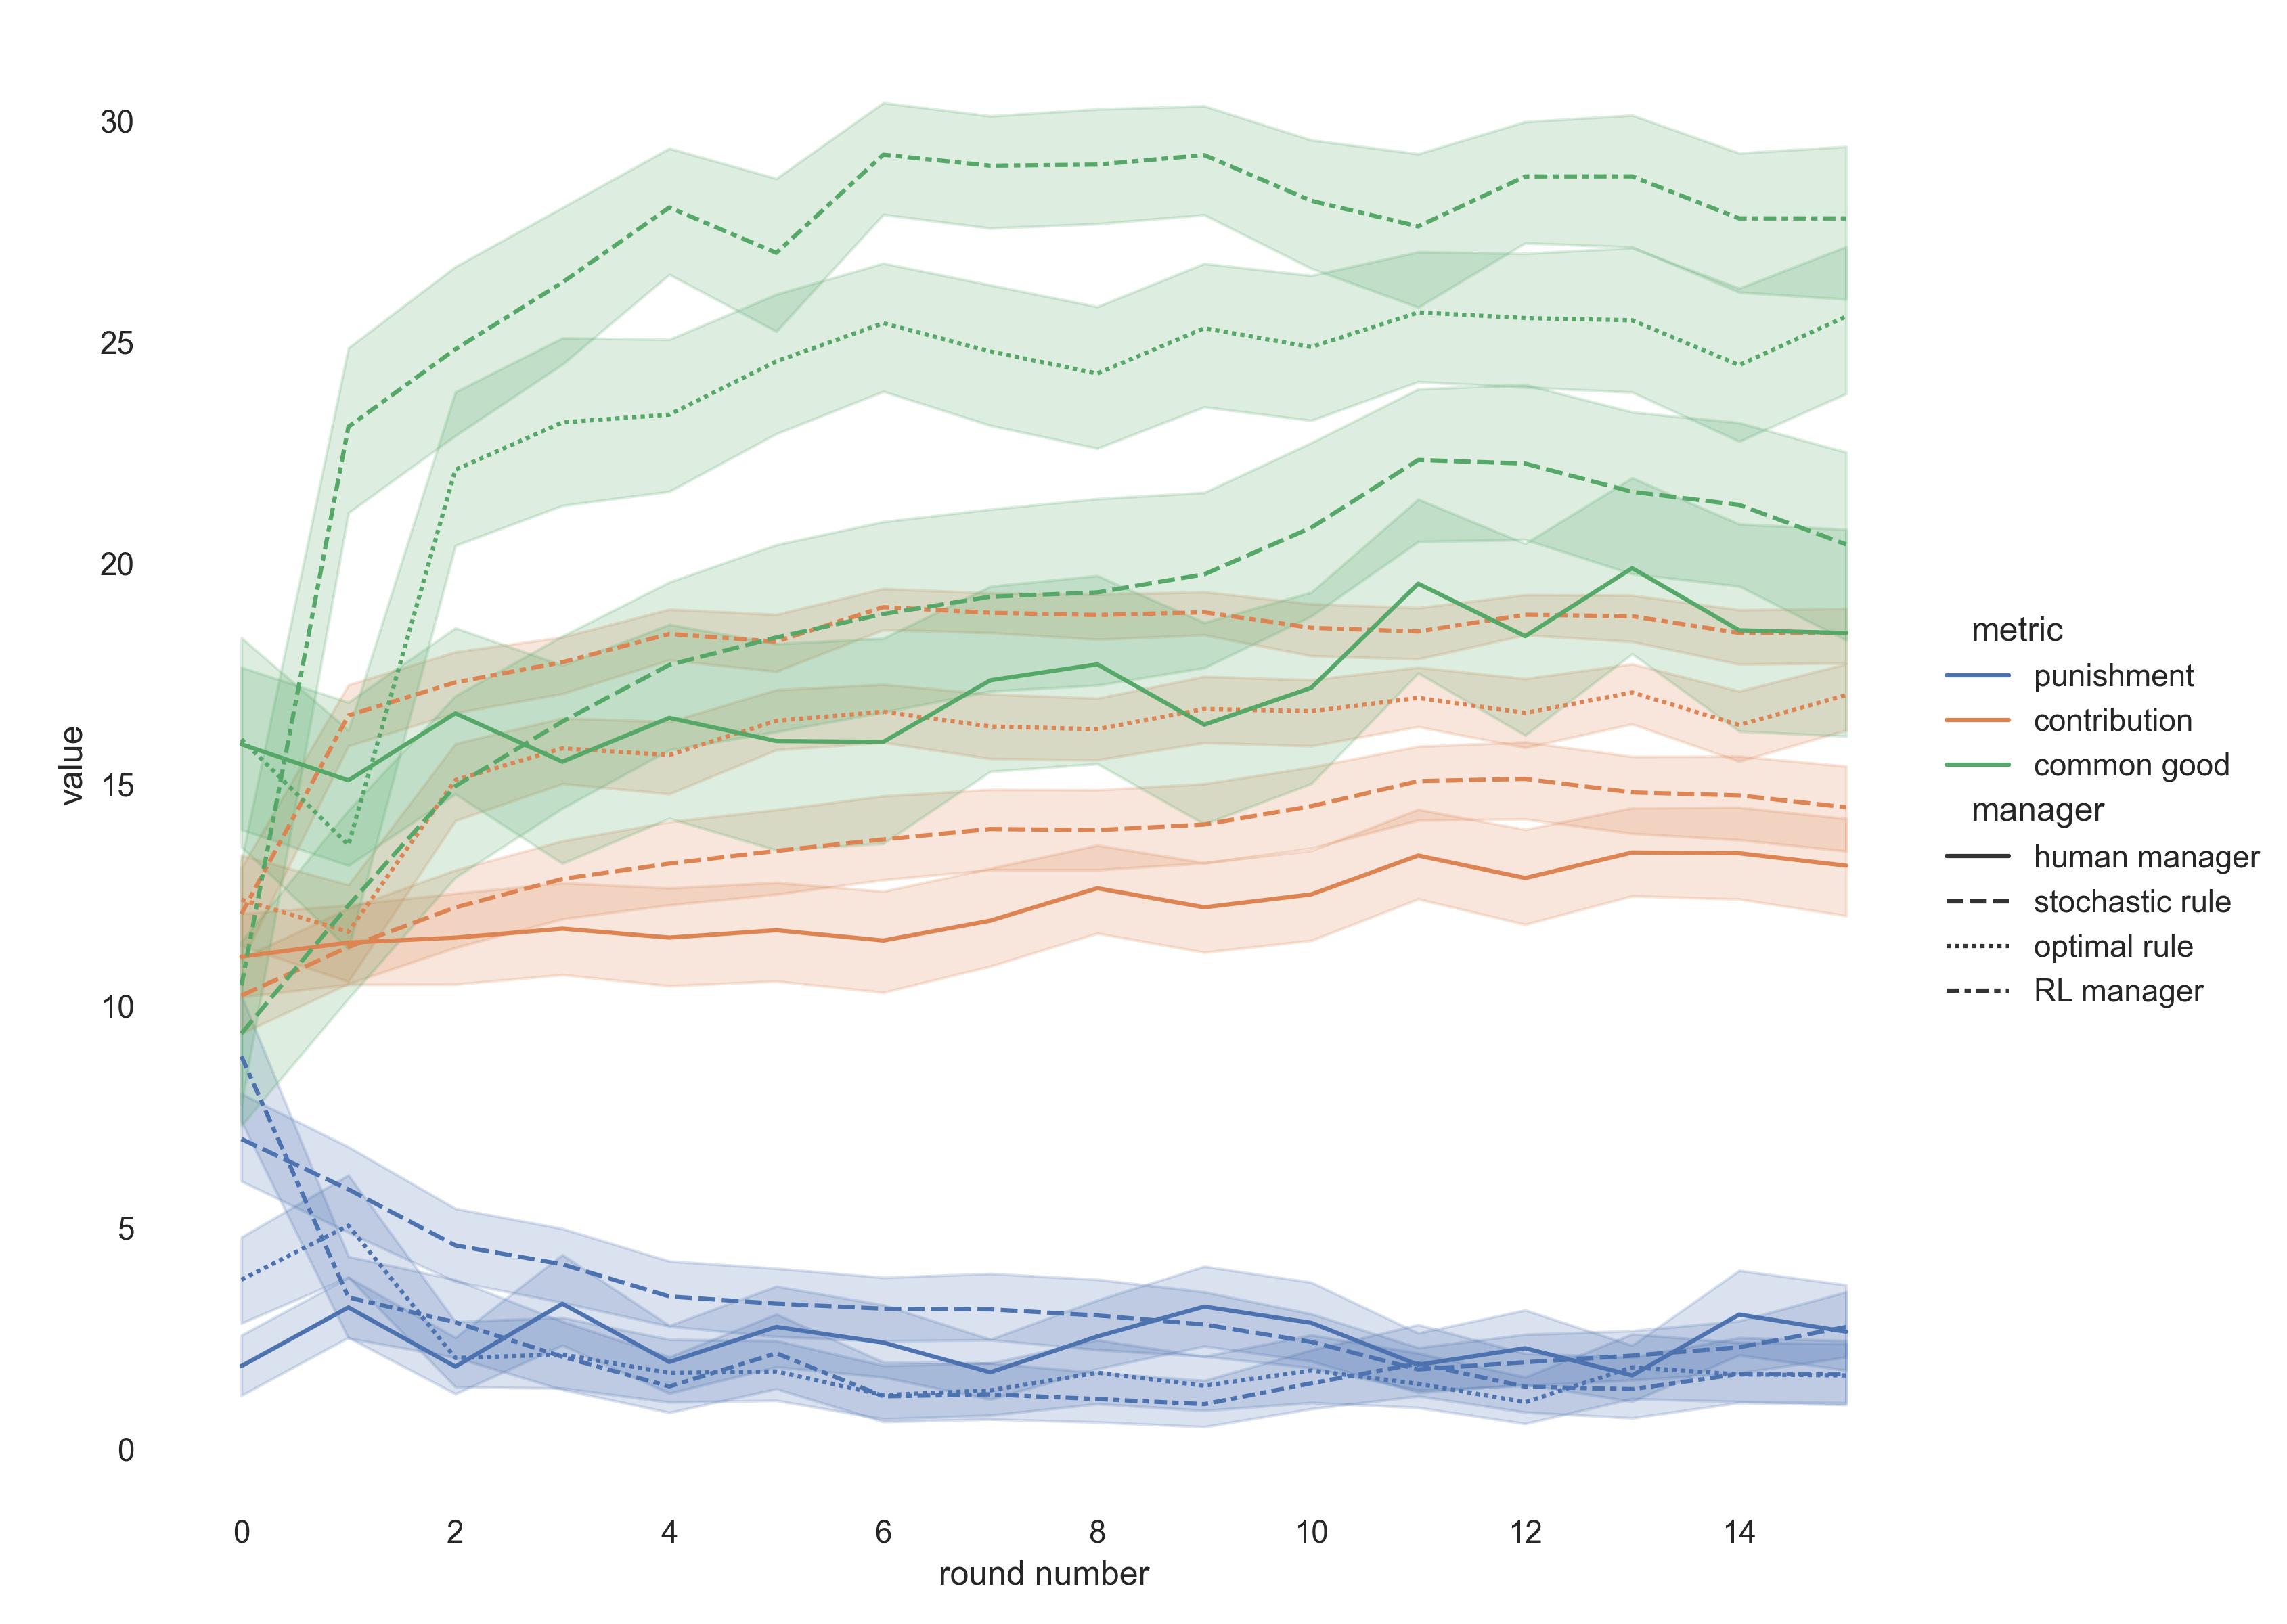 30
25
20
15
10
5
0
value
0 2 4 6 8 10 12 14
round number
metric
punishment
contribution
common good
manager
human manager
stochastic rule
optimal rule
RL manager